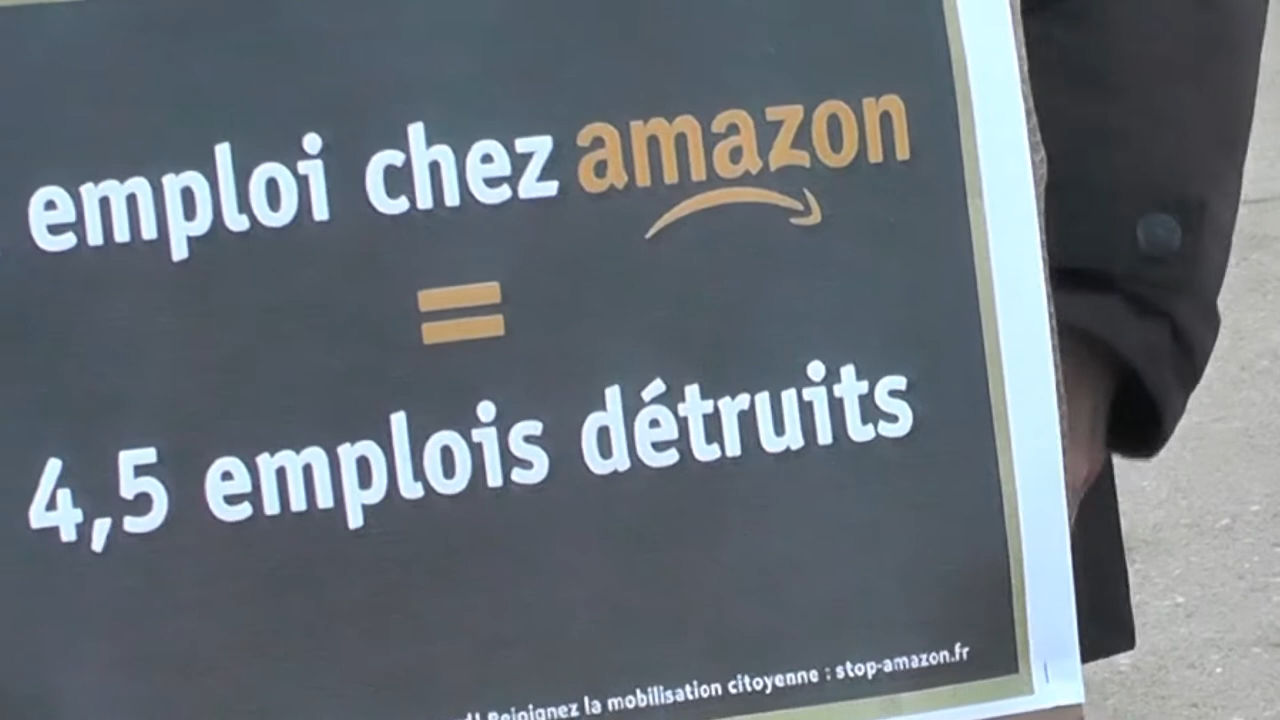 emploi chez amazon
=
4,5 emplois détruits
Rejoignez la mobilisation citoyenne : stop-amazon.fr